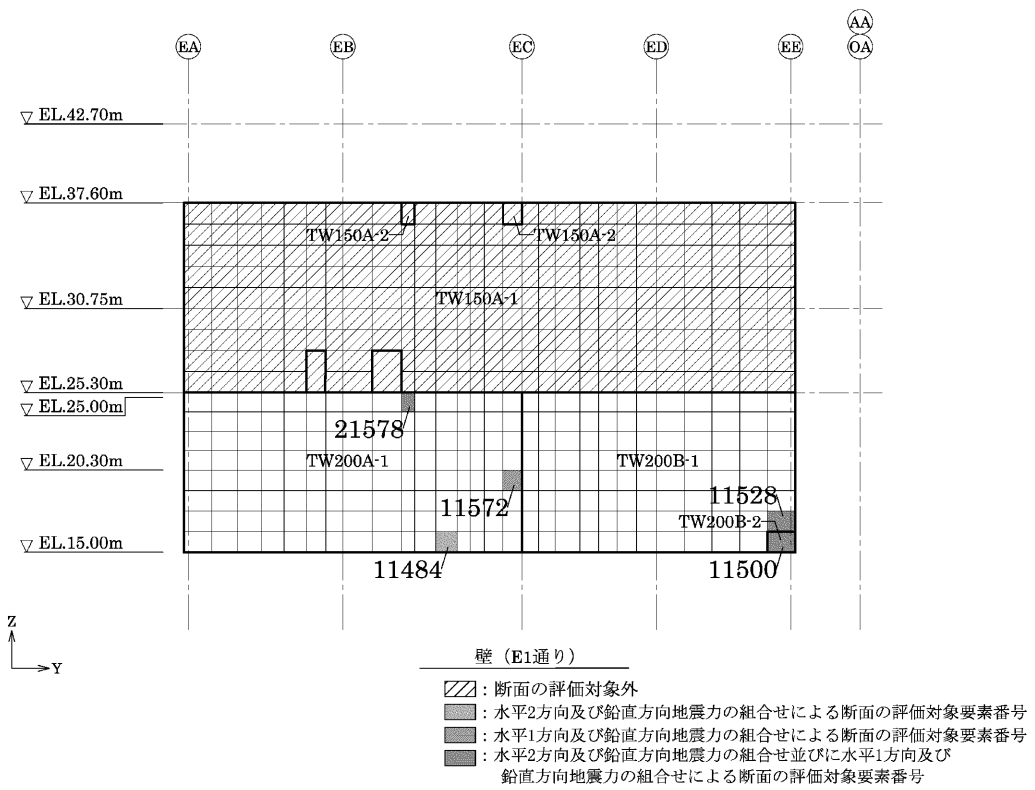 AA
EA EB EC ED EE OA
▽ EL.42.70m
▽ EL.37.60m
TW150A-2 TW150A-2
TW150A-1
▽ EL.30.75m
▽ EL.25.30m
▽ EL.25.00m
21578
TW200A-1 TW200B-1
▽ EL.20.30m
11572 11528
TW200B-2
▽ EL.15.00m
11484 11500
Z
Y
壁（E1通り）
：断面の評価対象外
：水平2方向及び鉛直方向地震力の組合せによる断面の評価対象要素番号
：水平1方向及び鉛直方向地震力の組合せによる断面の評価対象要素番号
：水平2方向及び鉛直方向地震力の組合せ並びに水平1方向及び
鉛直方向地震力の組合せによる断面の評価対象要素番号